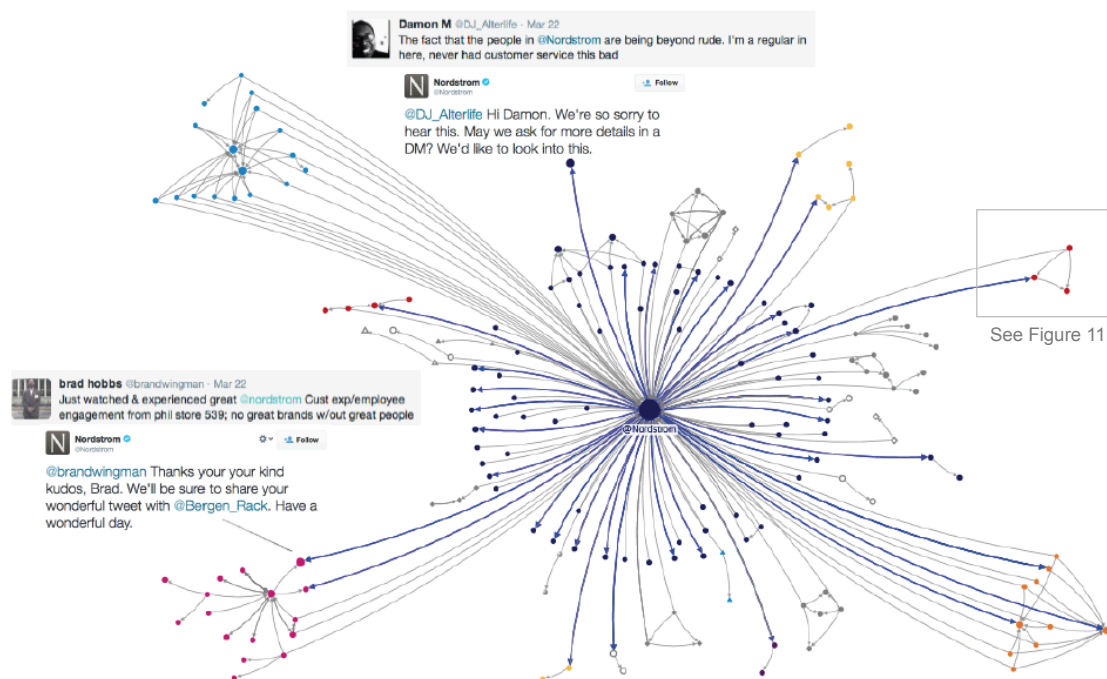 Damon M @DJ_Alterlife · Mar 22
The fact that the people in @Nordstrom are being beyond rude. I'm a regular in
here, never had customer service this bad
N
Nordstrom
@Nordstrom
Follow
@DJ_Alterlife Hi Damon. We're so sorry to
hear this. May we ask for more details in a
DM? We'd like to look into this.
See Figure 11
brad hobbs @brandwingman · Mar 22
Just watched & experienced great @nordstrom Cust exp/employee
engagement from phil store 539; no great brands w/out great people
@Nordstrom
N
Nordstrom
@Nordstrom
Follow
@brandwingman Thanks your your kind
kudos, Brad. We'll be sure to share your
wonderful tweet with @Bergen_Rack. Have a
wonderful day.